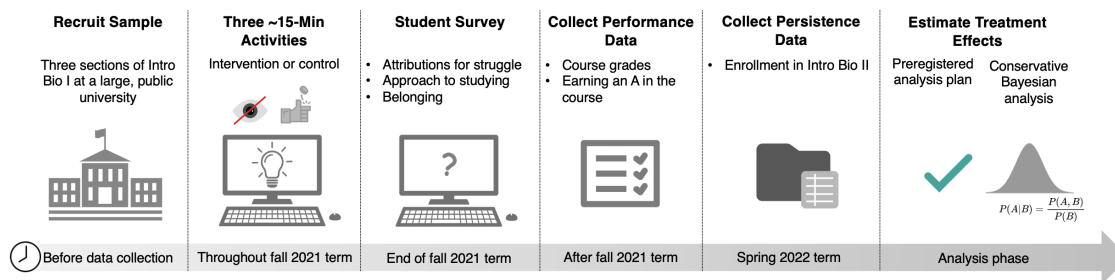 Recruit Sample
Three sections of Intro
Bio I at a large, public
university
Before data collection
Three ~15-Min
Activities
Intervention or control
Throughout fall 2021 term
Student Survey
• Attributions for struggle
• Approach to studying
• Belonging
?
End of fall 2021 term
Collect Performance
Data
• Course grades
• Earning an A in the
course
After fall 2021 term
Collect Persistence
Data
• Enrollment in Intro Bio II
Spring 2022 term
Estimate Treatment
Effects
Preregistered
analysis plan
Conservative
Bayesian
analysis
P(A|B) = P(A, B) / P(B)
Analysis phase